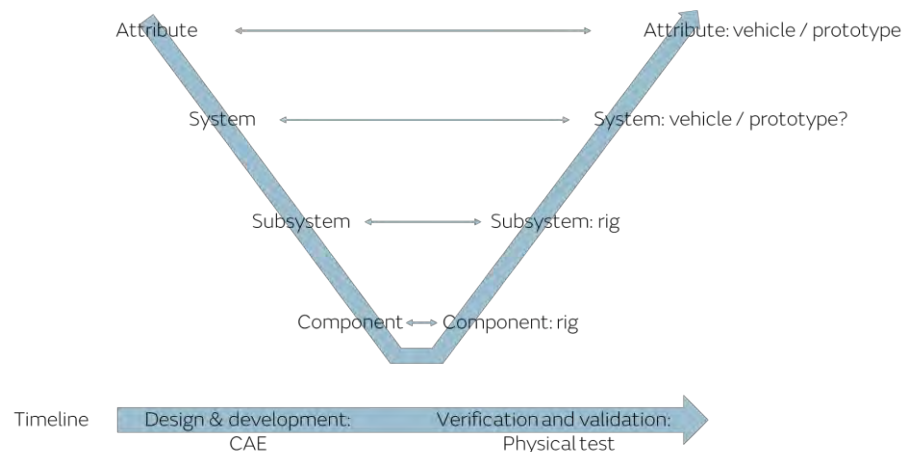 Attribute
Attribute: vehicle / prototype
System
System: vehicle / prototype?
Subsystem
Subsystem: rig
Component
Component: rig
Timeline
Design & development:
CAE
Verification and validation:
Physical test